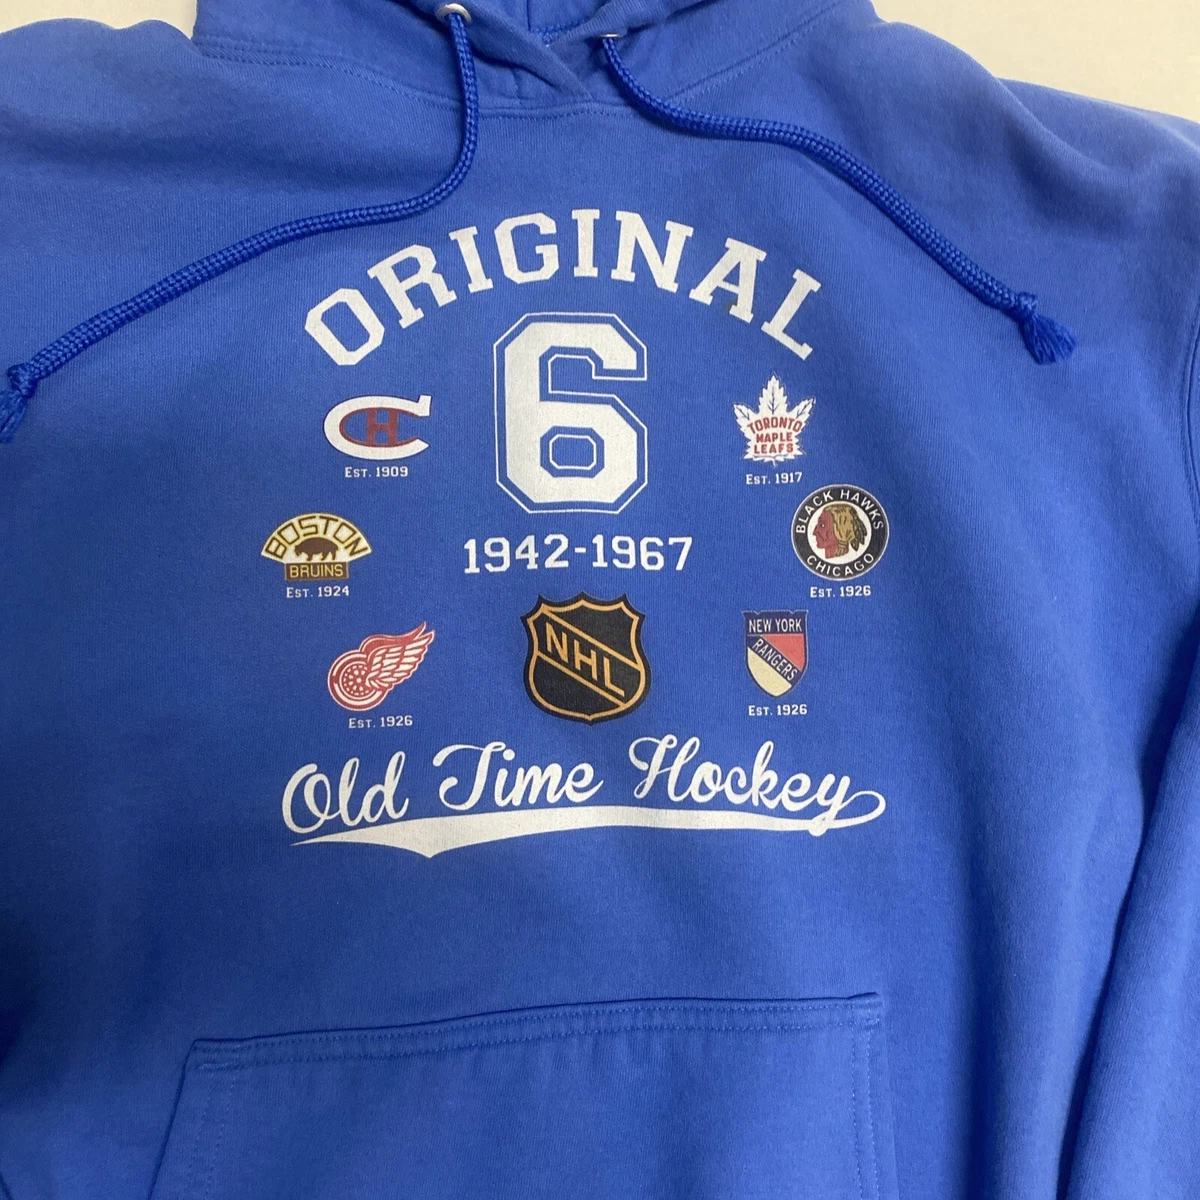 ORIGINAL
6
CH
EST. 1909
TORONTO
MAPLE
LEAFS
EST. 1917
BOSTON
BRUINS
EST. 1924
1942-1967
BLACK HAWKS
CHICAGO
EST. 1926
EST. 1926
NHL
NEW YORK
RANGERS
EST. 1926
Old Time Hockey